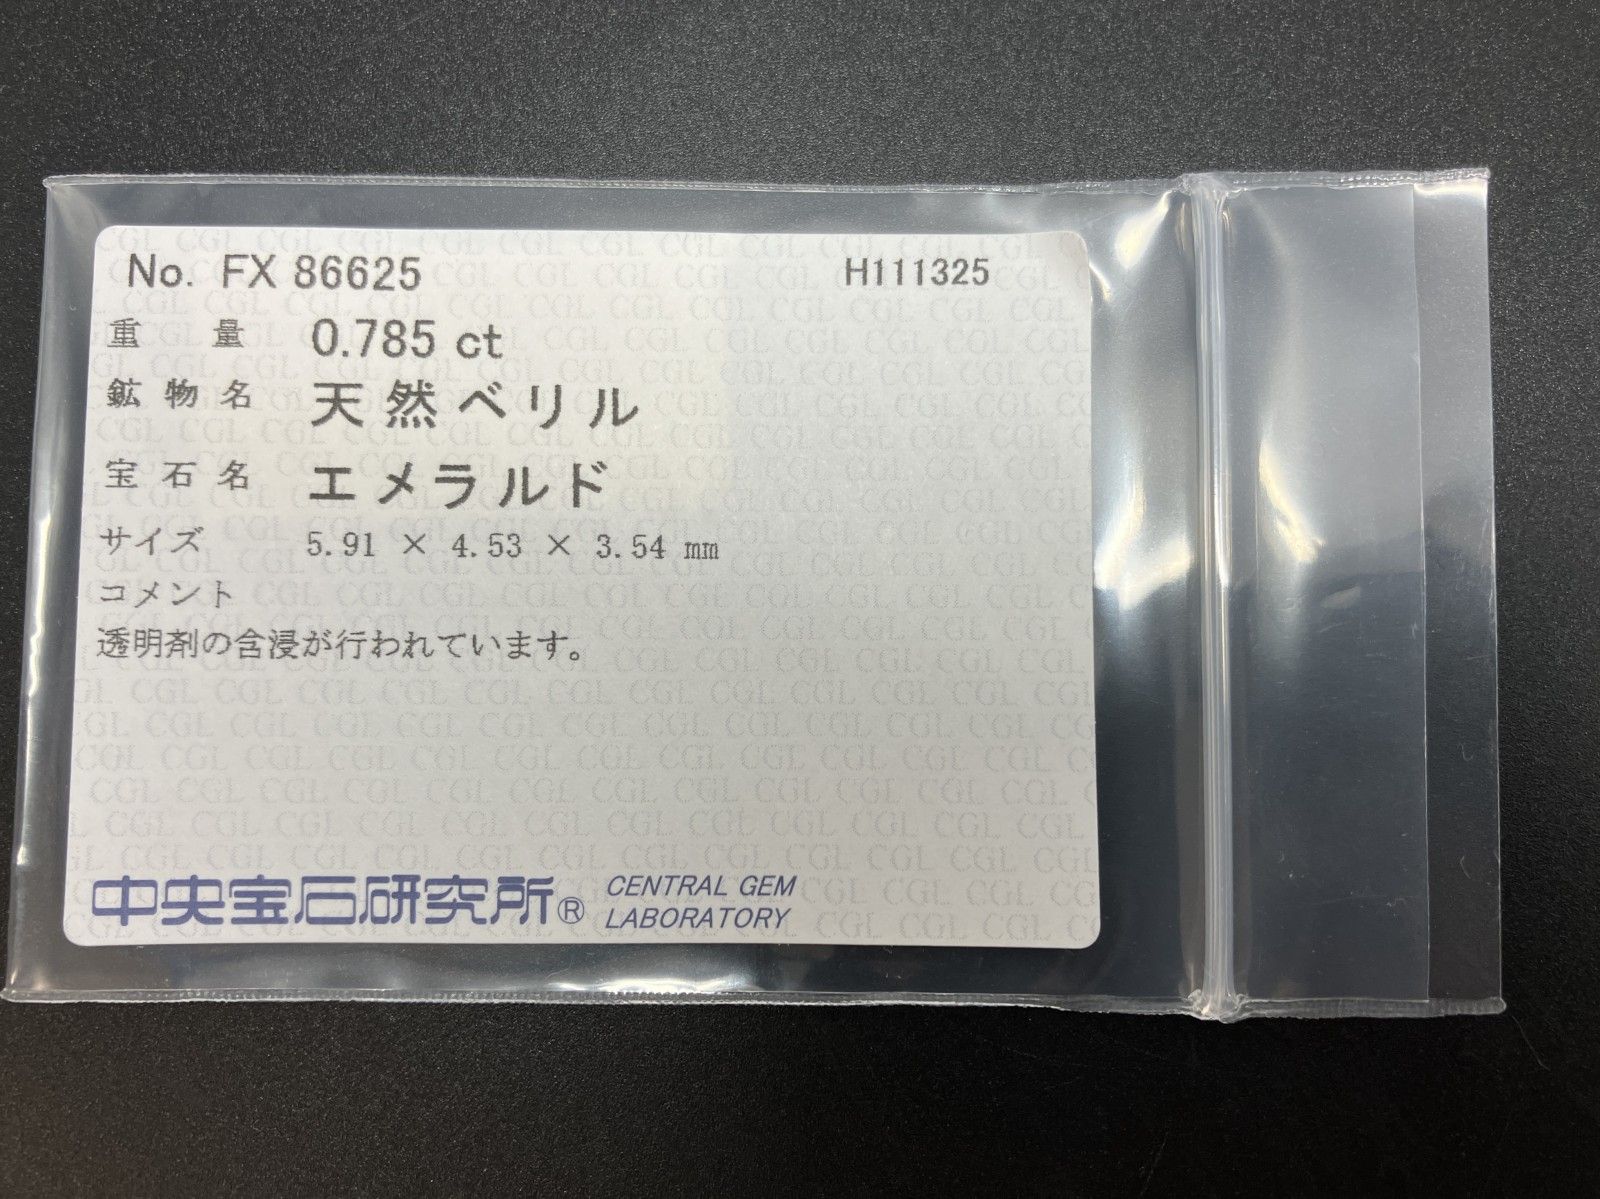 No. FX 86625 H111325
重量 0.785 ct
鉱物名 天然ベリル
宝石名 エメラルド
サイズ 5.91 × 4.53 × 3.54 mm
コメント
透明剤の含浸が行われています。
中央宝石研究所® CENTRAL GEM
LABORATORY